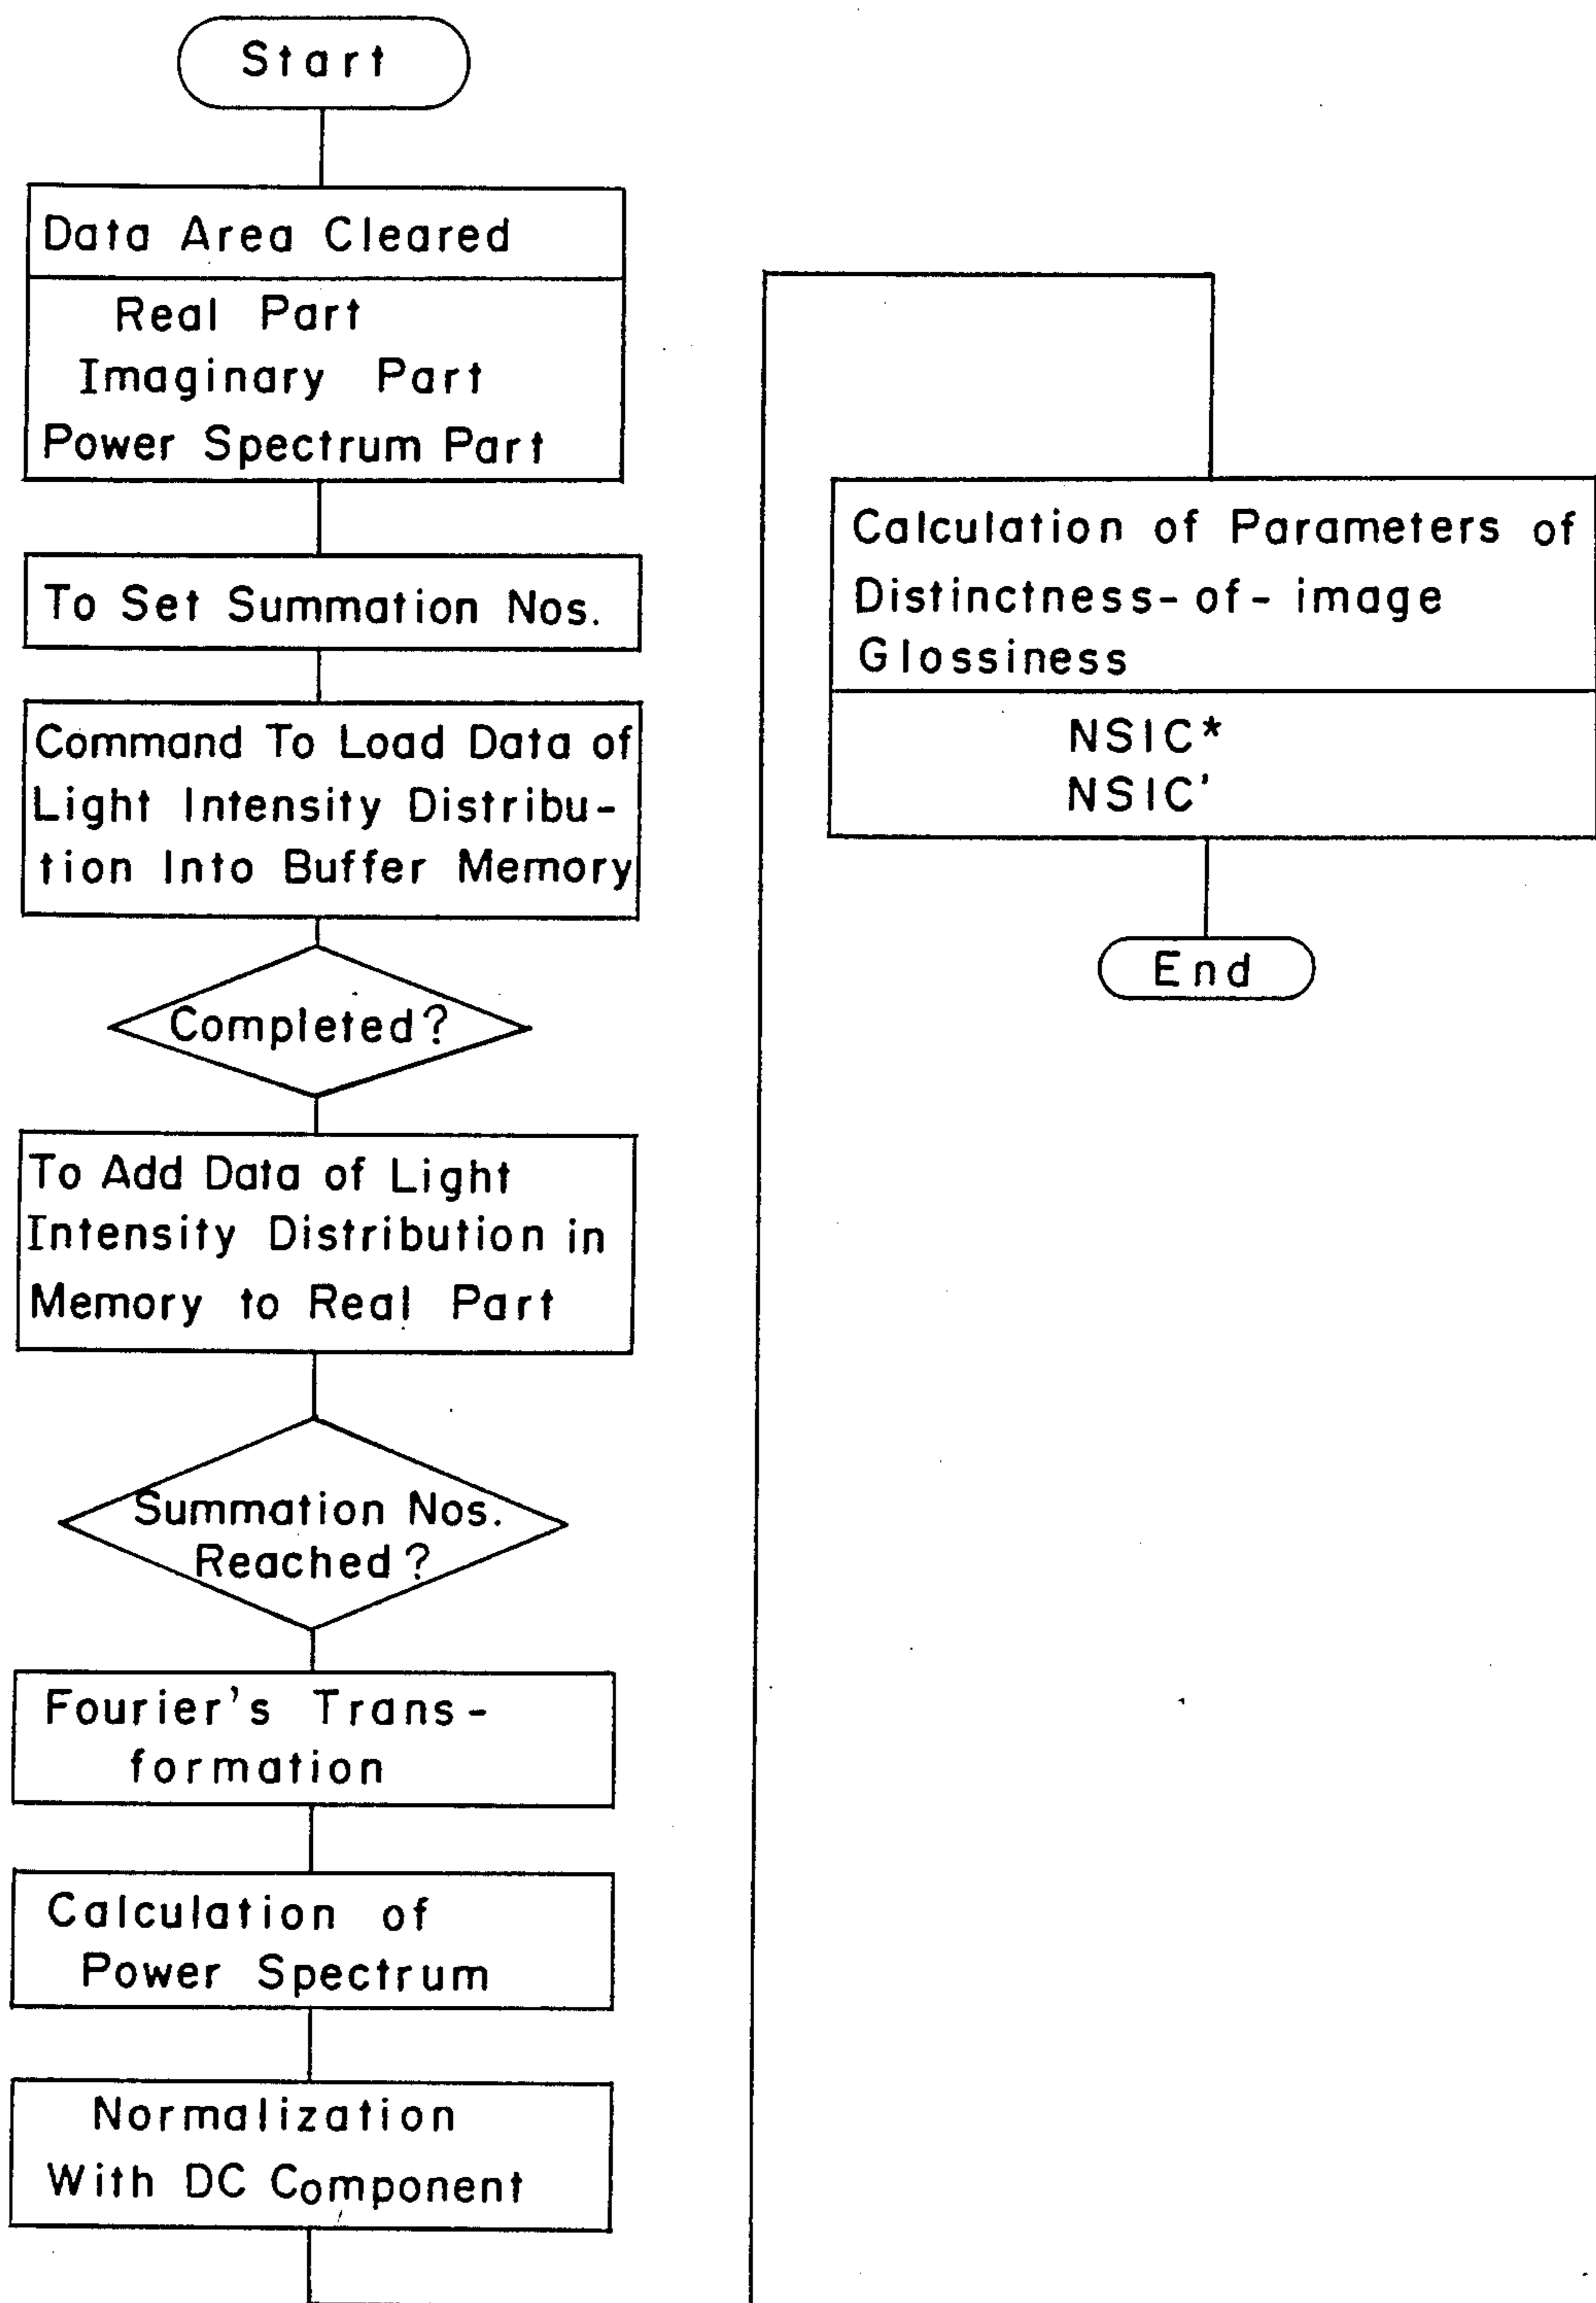 Start
Data Area Cleared
Real Part
Imaginary Part
Power Spectrum Part
To Set Summation Nos.
Command To Load Data of
Light Intensity Distribu-
tion Into Buffer Memory
Completed?
To Add Data of Light
Intensity Distribution in
Memory to Real Part
Summation Nos.
Reached?
Fourier's Trans-
formation
Calculation of
Power Spectrum
Normalization
With DC Component
Calculation of Parameters of
Distinctness-of-image
Glossiness
NSIC*
NSIC'
End